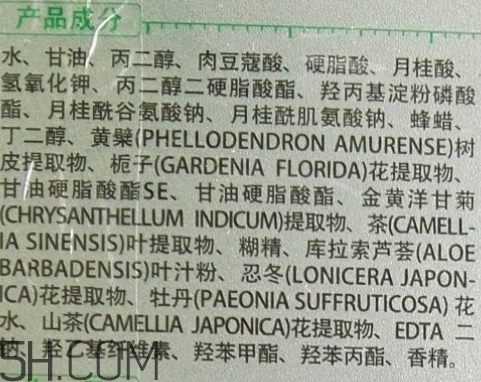 产品成分
水、甘油、丙二醇、肉豆蔻酸、硬脂酸、月桂酸、
氢氧化钾、丙二醇二硬脂酸酯、羟丙基淀粉磷酸
酯、月桂酰谷氨酸钠、月桂酰肌氨酸钠、蜂蜡、
丁二醇、黄檗(PHELLODENDRON AMURENSE)树
皮提取物、栀子(GARDENIA FLORIDA)花提取物、
甘油硬脂酸酯SE、甘油硬脂酸酯、金黄洋甘菊
(CHRYSANTHELLUM INDICUM)提取物、茶(CAMELL-
IA SINENSIS)叶提取物、糊精、库拉索芦荟(ALOE
BARBADENSIS)叶汁粉、忍冬(LONICERA JAPON-
ICA)花提取物、牡丹(PAEONIA SUFFRUTICOSA) 花
水、山茶(CAMELLIA JAPONICA)花提取物、EDTA 二
钠、羟乙基纤维素、羟苯甲酯、羟苯丙酯、香精。
SH.COM